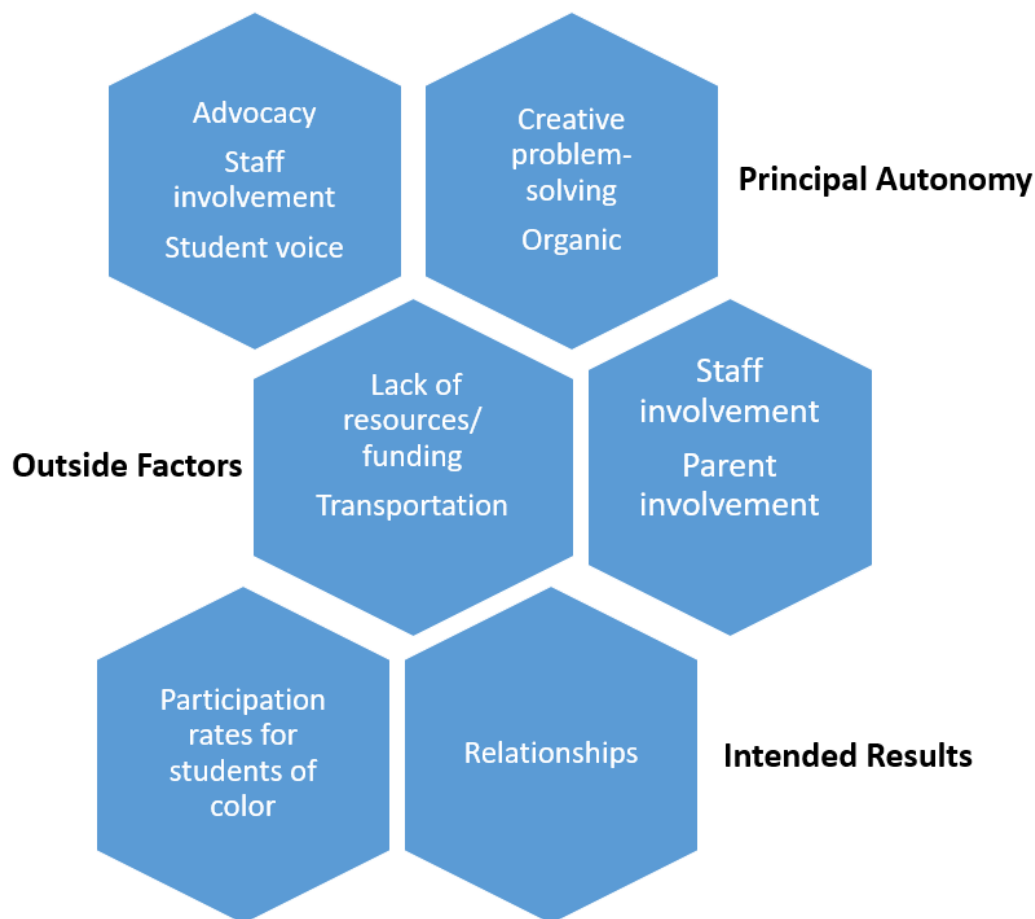 Advocacy
Staff
involvement
Student voice
Creative
problem-
solving
Organic
Principal Autonomy
Outside Factors
Lack of
resources/
funding
Transportation
Staff
involvement
Parent
involvement
Participation
rates for
students of
color
Relationships
Intended Results